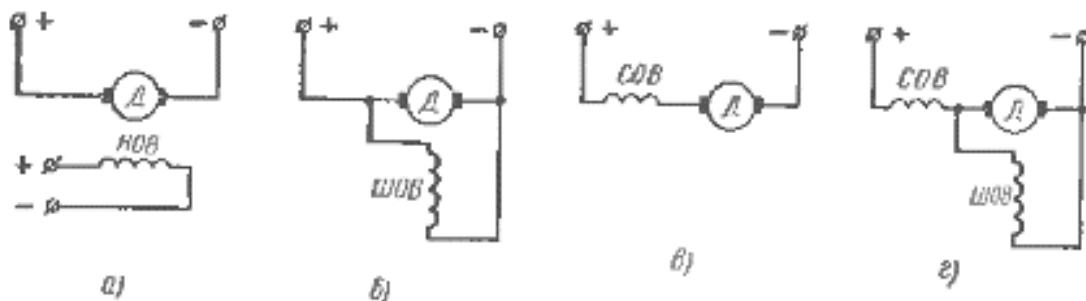 + −
Д
НОВ
+
−
а)
+ −
Д
ШОВ
б)
+ −
СОВ
Д
в)
+ −
СОВ
Д
ШОВ
г)